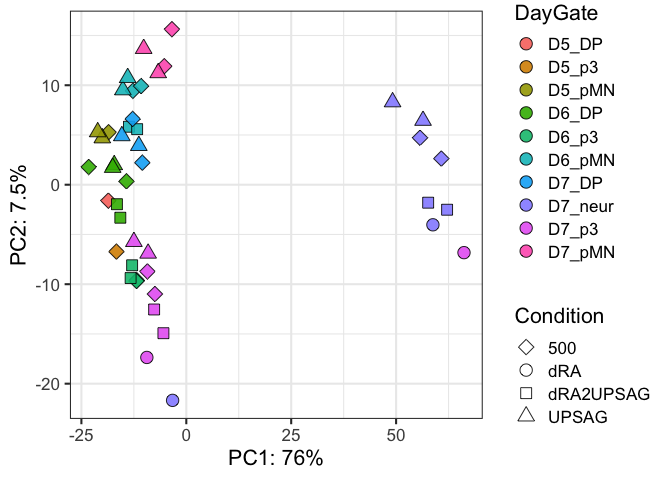 DayGate
D5_DP
D5_p3
D5_pMN
D6_DP
D6_p3
D6_pMN
D7_DP
D7_neur
D7_p3
D7_pMN
Condition
500
dRA
dRA2UPSAG
UPSAG
PC2: 7.5%
10
0
-10
-20
-25
0
25
50
PC1: 76%